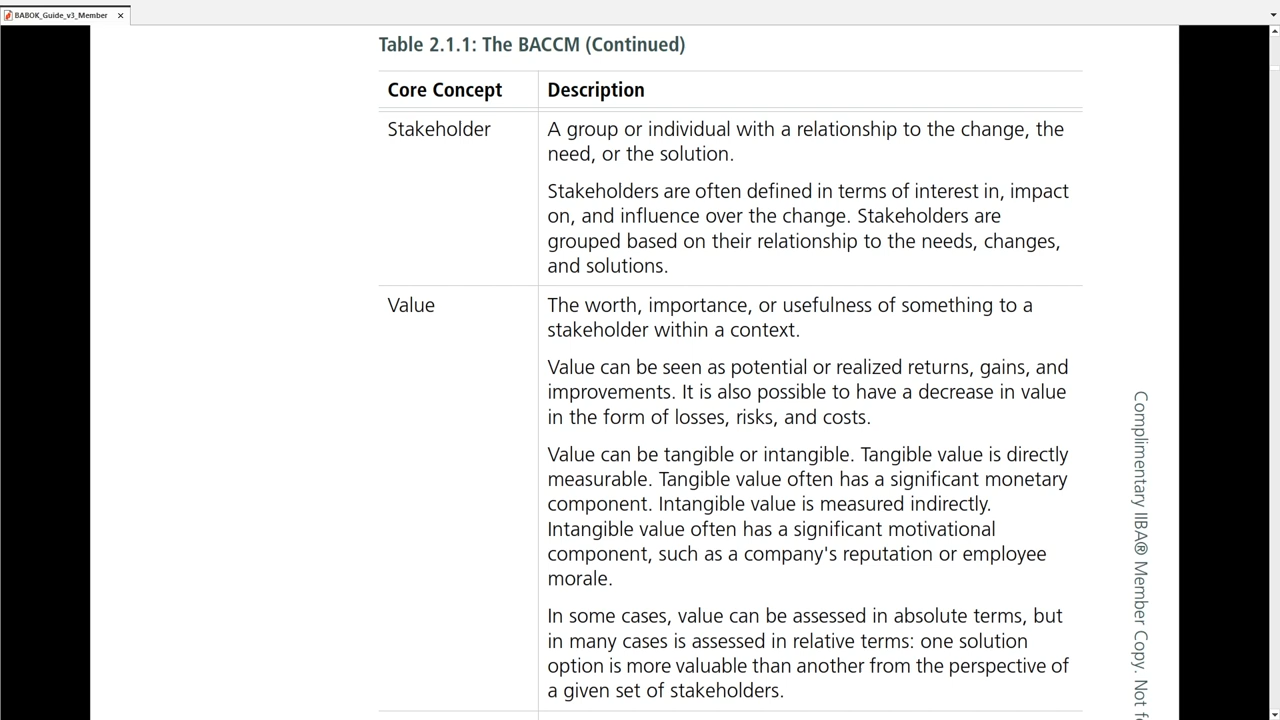 BABOK_Guide_v3_Member
Table 2.1.1: The BACCM (Continued)
Core Concept Description
Stakeholder A group or individual with a relationship to the change, the
need, or the solution.
Stakeholders are often defined in terms of interest in, impact
on, and influence over the change. Stakeholders are
grouped based on their relationship to the needs, changes,
and solutions.
Value The worth, importance, or usefulness of something to a
stakeholder within a context.
Value can be seen as potential or realized returns, gains, and
improvements. It is also possible to have a decrease in value
in the form of losses, risks, and costs.
Value can be tangible or intangible. Tangible value is directly
measurable. Tangible value often has a significant monetary
component. Intangible value is measured indirectly.
Intangible value often has a significant motivational
component, such as a company's reputation or employee
morale.
In some cases, value can be assessed in absolute terms, but
in many cases is assessed in relative terms: one solution
option is more valuable than another from the perspective of
a given set of stakeholders.
Complimentary IIBA® Member Copy. Not